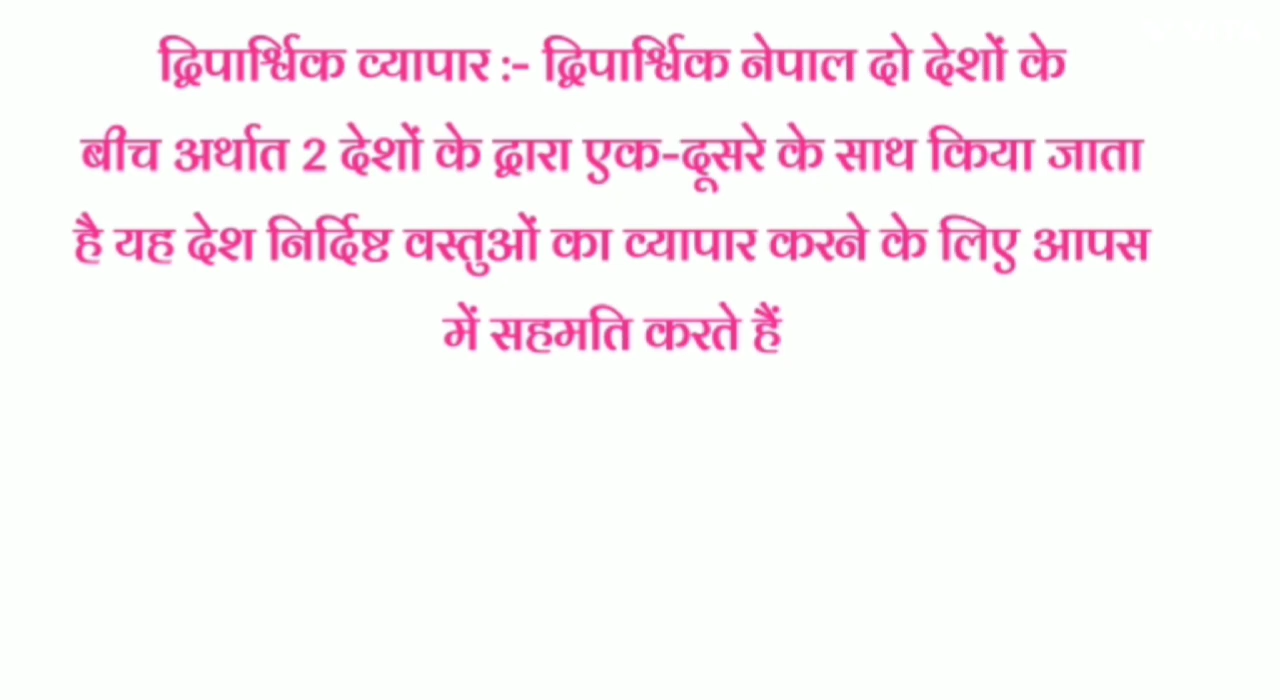 द्विपार्श्विक व्यापार :- द्विपार्श्विक नेपाल दो देशों के
बीच अर्थात 2 देशों के द्वारा एक-दूसरे के साथ किया जाता
है यह देश निर्दिष्ट वस्तुओं का व्यापार करने के लिए आपस
में सहमति करते हैं